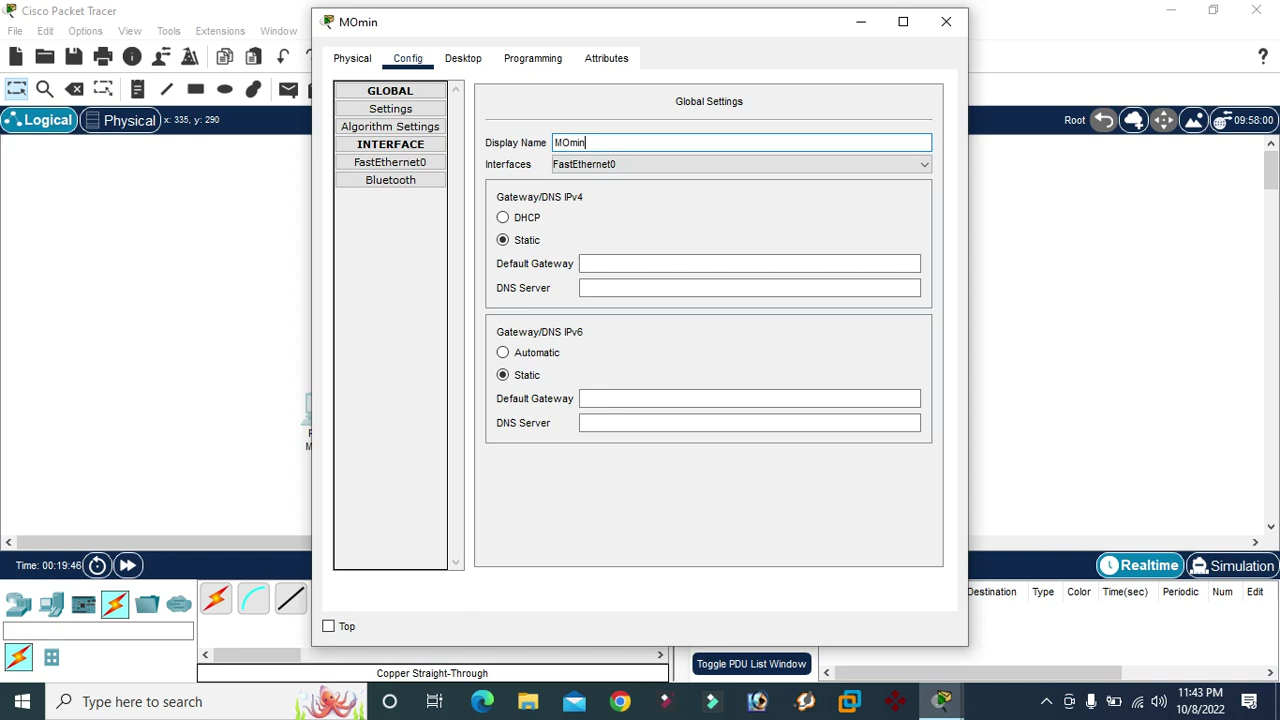 Cisco Packet Tracer
MOmin
File Edit Options View Tools Extensions Window
Physical Config Desktop Programming Attributes
Logical Physical x: 335, y: 290
Root 09:58:00
GLOBAL
Settings
Algorithm Settings
INTERFACE
FastEthernet0
Bluetooth
Global Settings
Display Name MOmin
Interfaces FastEthernet0
Gateway/DNS IPv4
DHCP
Static
Default Gateway
DNS Server
Gateway/DNS IPv6
Automatic
Static
Default Gateway
DNS Server
Top
Time: 00:19:46
Realtime Simulation
Destination Type Color Time(sec) Periodic Num Edit
Copper Straight-Through
Toggle PDU List Window
Type here to search
11:43 PM
10/8/2022